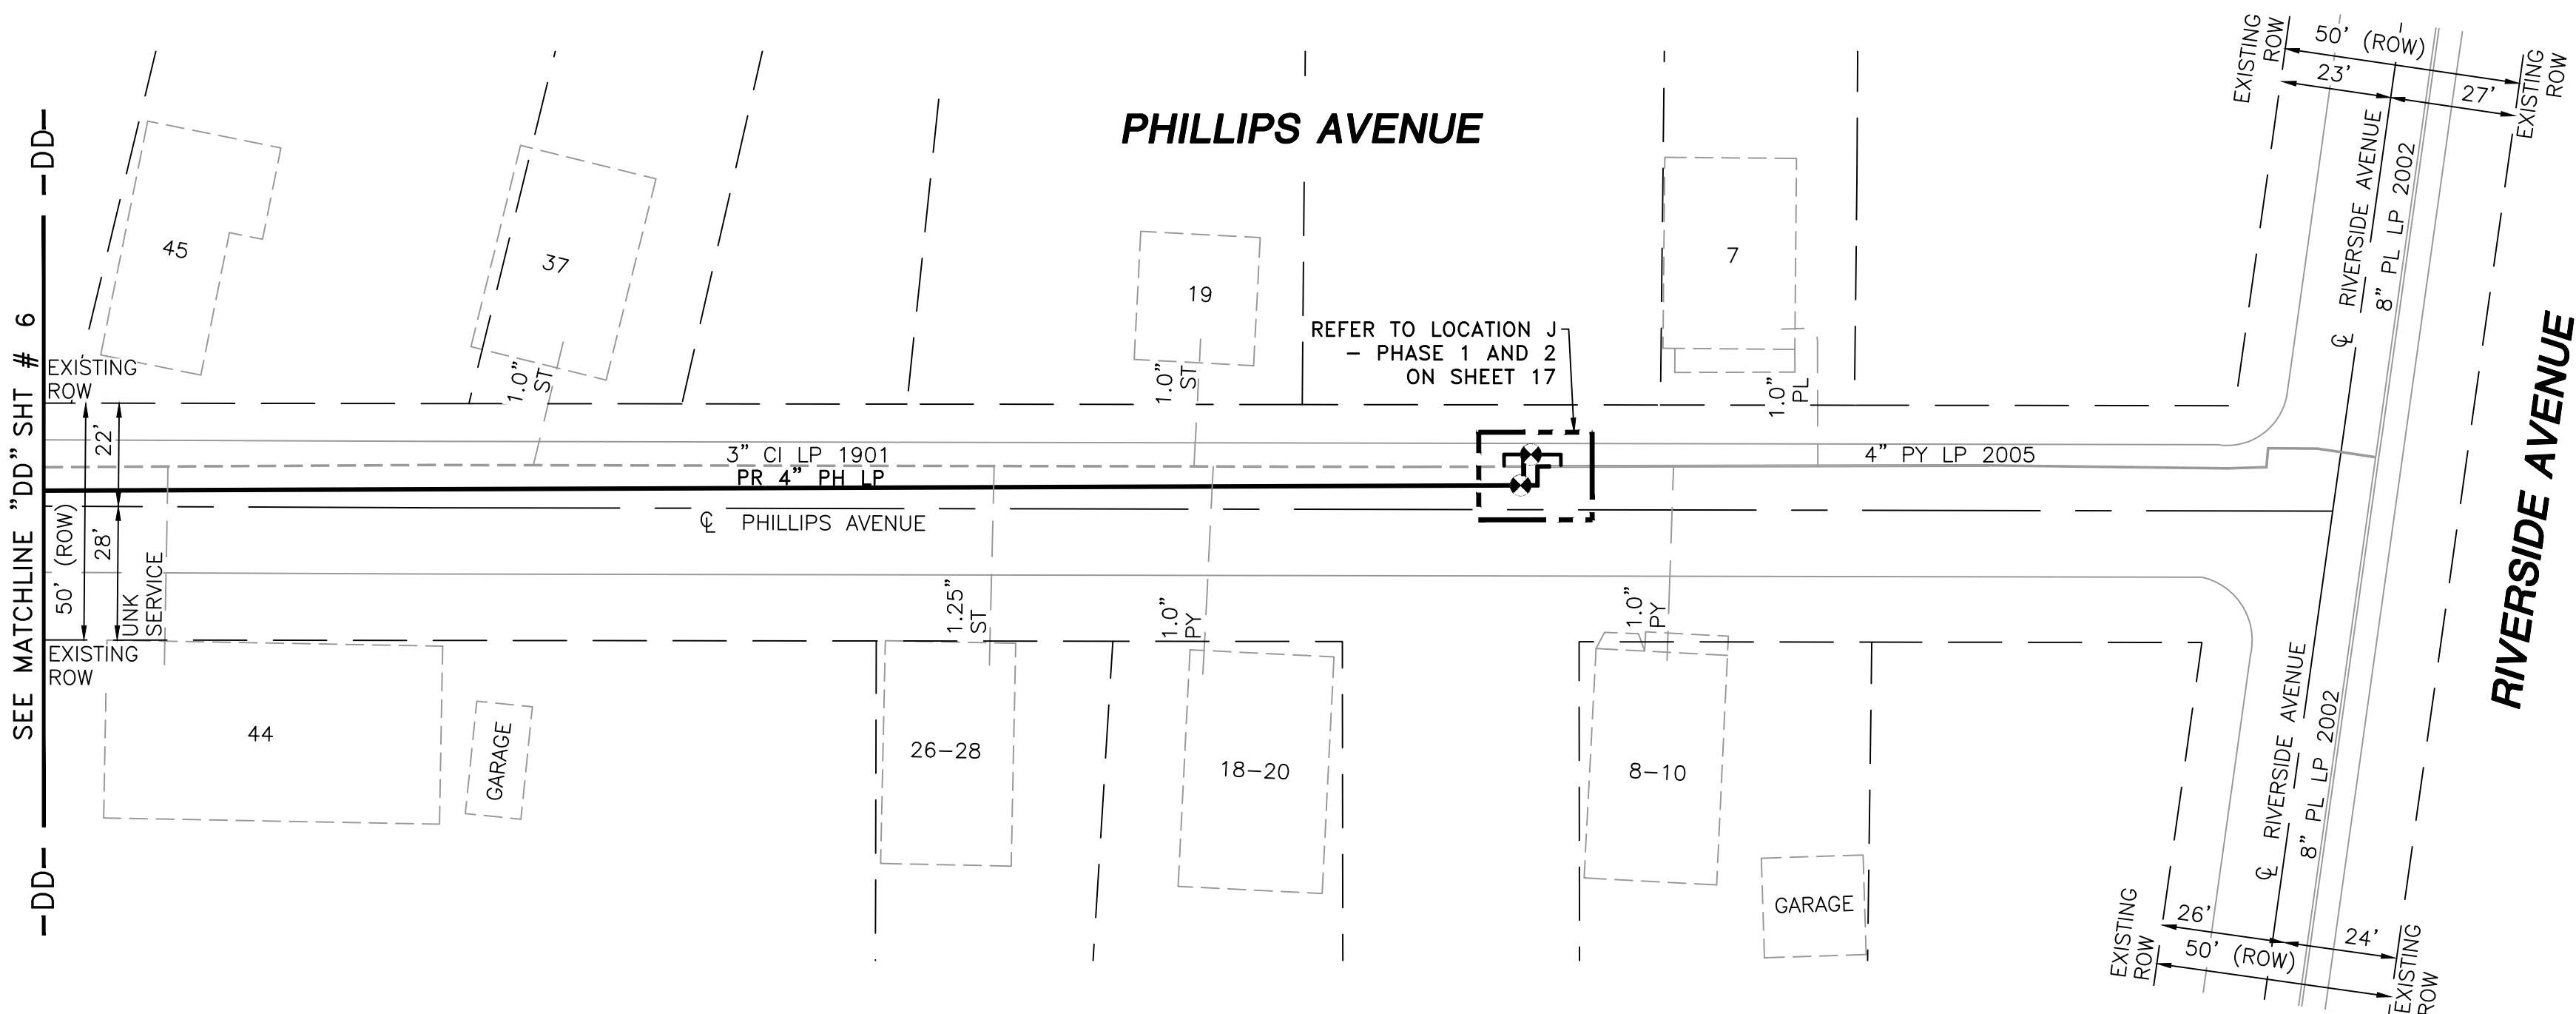 PHILLIPS AVENUE
RIVERSIDE AVENUE
SEE MATCHLINE "DD" SHT # 6
DD
DD
EXISTING
ROW
22'
28'
50' (ROW)
EXISTING
ROW
UNK
SERVICE
45
37
1.0"
ST
19
1.0"
ST
REFER TO LOCATION J
- PHASE 1 AND 2
ON SHEET 17
7
1.0"
PL
3" CI LP 1901
PR 4" PH LP
℄ PHILLIPS AVENUE
4" PY LP 2005
44
GARAGE
1.25"
ST
26-28
1.0"
PY
18-20
1.0"
PY
8-10
GARAGE
EXISTING
ROW
50' (ROW)
23'
27'
EXISTING
ROW
℄ RIVERSIDE AVENUE
8" PL LP 2002
℄ RIVERSIDE AVENUE
8" PL LP 2002
EXISTING
ROW
26'
24'
50' (ROW)
EXISTING
ROW